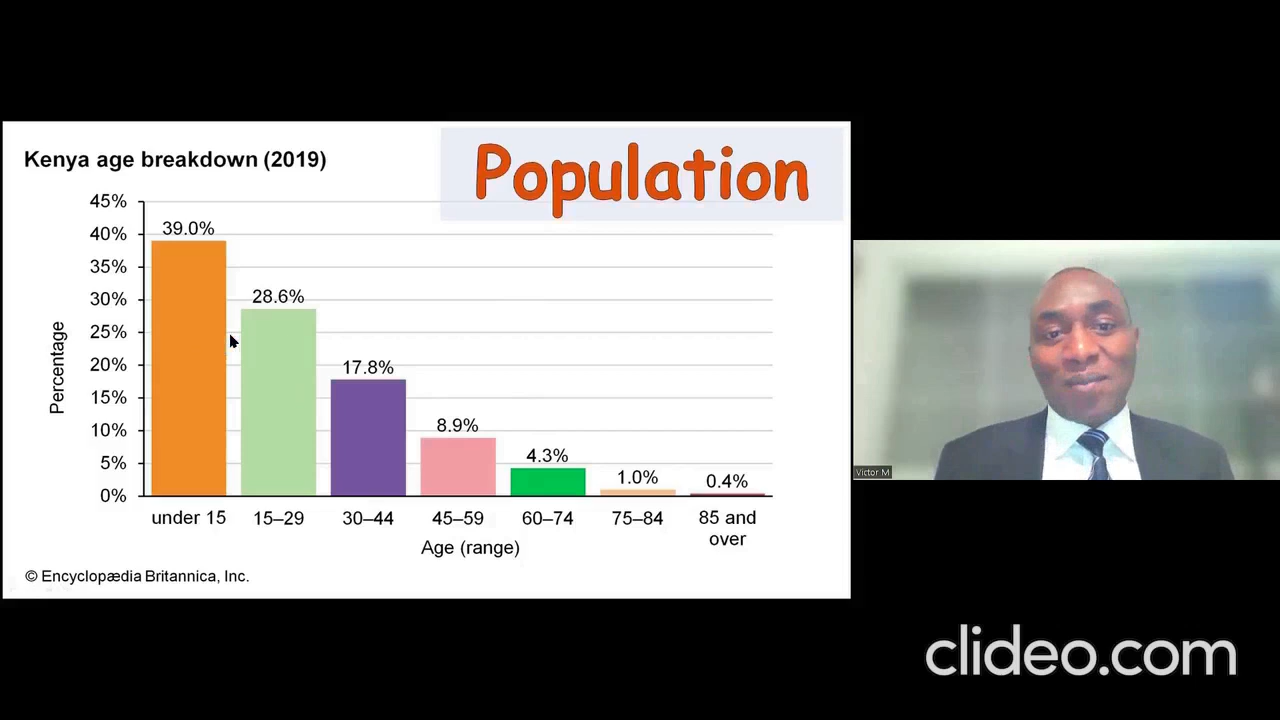 Kenya age breakdown (2019)
Population
45%
40%
35%
30%
25%
20%
15%
10%
5%
0%
Percentage
39.0%
28.6%
17.8%
8.9%
4.3%
1.0%
0.4%
under 15
15–29
30–44
45–59
60–74
75–84
85 and
over
Age (range)
© Encyclopædia Britannica, Inc.
Victor M
clideo.com